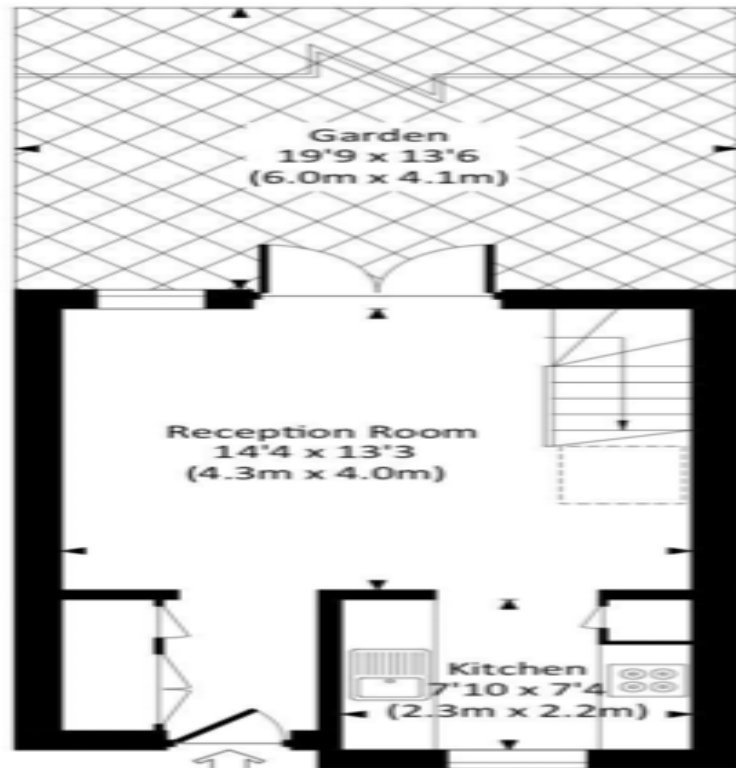 Garden
19'9 x 13'6
(6.0m x 4.1m)
Reception Room
14'4 x 13'3
(4.3m x 4.0m)
Kitchen
7'10 x 7'4
(2.3m x 2.2m)